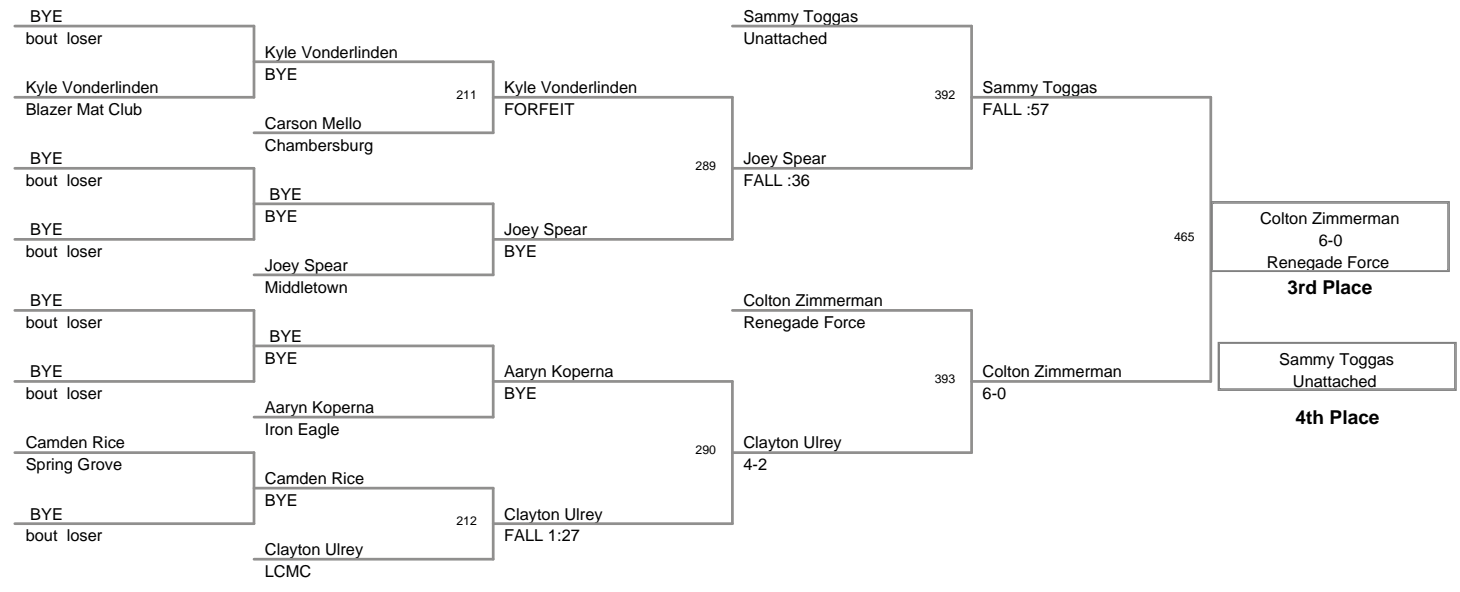 BYE
bout loser
Kyle Vonderlinden
Blazer Mat Club
BYE
bout loser
BYE
bout loser
BYE
bout loser
BYE
bout loser
Camden Rice
Spring Grove
BYE
bout loser
Kyle Vonderlinden
BYE
211
Carson Mello
Chambersburg
BYE
BYE
Joey Spear
Middletown
BYE
BYE
Aaryn Koperna
Iron Eagle
Camden Rice
BYE
212
Clayton Ulrey
LCMC
Kyle Vonderlinden
FORFEIT
289
Joey Spear
BYE
Aaryn Koperna
BYE
290
Clayton Ulrey
FALL 1:27
Sammy Toggas
Unattached
392
Joey Spear
FALL :36
Colton Zimmerman
Renegade Force
393
Clayton Ulrey
4-2
Sammy Toggas
FALL :57
465
Colton Zimmerman
6-0
Colton Zimmerman
6-0
Renegade Force
3rd Place
Sammy Toggas
Unattached
4th Place